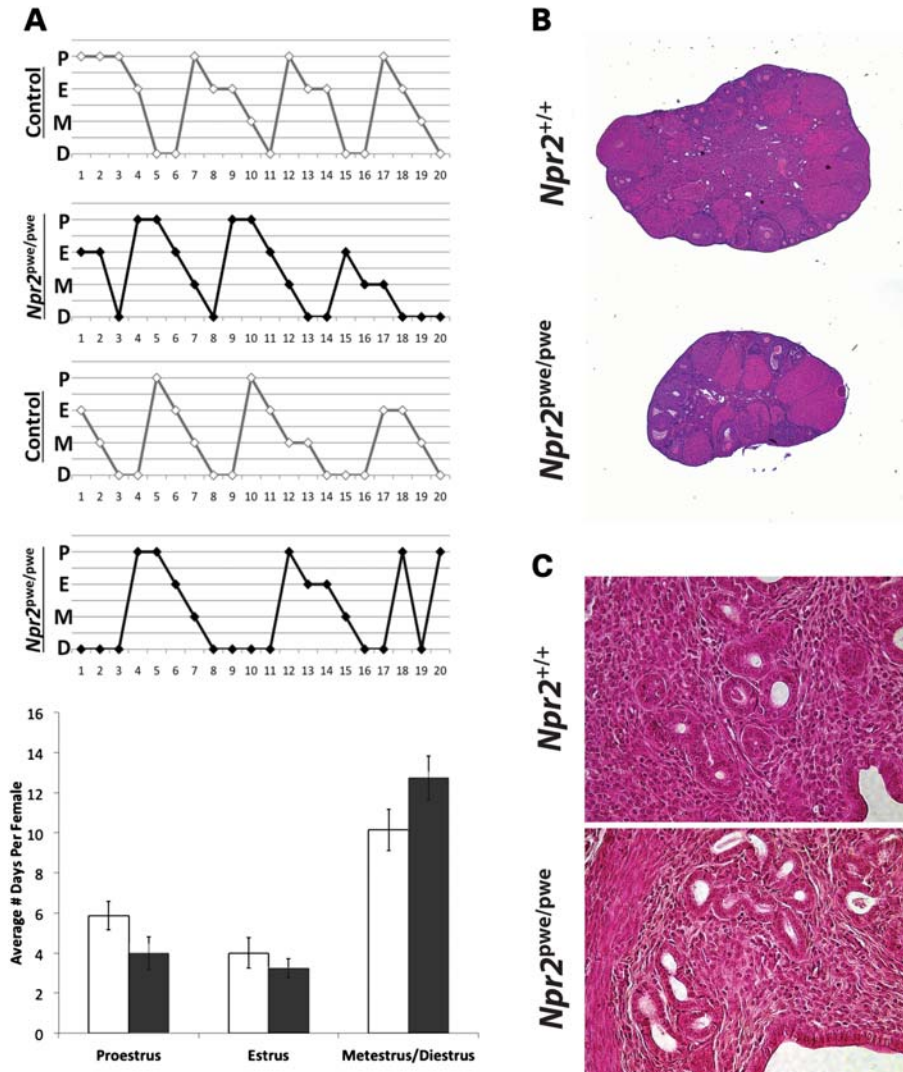 A
Control
P
E
M
D
1 2 3 4 5 6 7 8 9 10 11 12 13 14 15 16 17 18 19 20
Npr2pwe/pwe
P
E
M
D
1 2 3 4 5 6 7 8 9 10 11 12 13 14 15 16 17 18 19 20
Control
P
E
M
D
1 2 3 4 5 6 7 8 9 10 11 12 13 14 15 16 17 18 19 20
Npr2pwe/pwe
P
E
M
D
1 2 3 4 5 6 7 8 9 10 11 12 13 14 15 16 17 18 19 20
Average # Days Per Female
16
14
12
10
8
6
4
2
0
Proestrus Estrus Metestrus/Diestrus
B
Npr2+/+
Npr2pwe/pwe
C
Npr2+/+
Npr2pwe/pwe